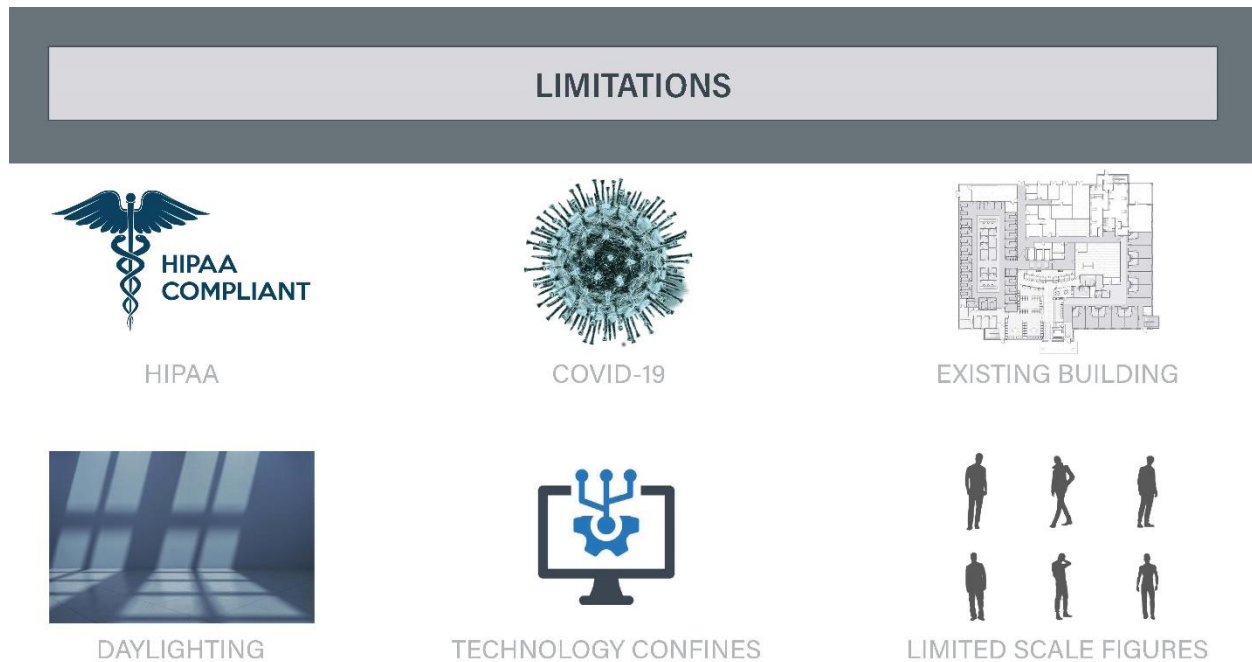 LIMITATIONS
HIPAA
COMPLIANT
HIPAA
COVID-19
EXISTING BUILDING
DAYLIGHTING
TECHNOLOGY CONFINES
LIMITED SCALE FIGURES